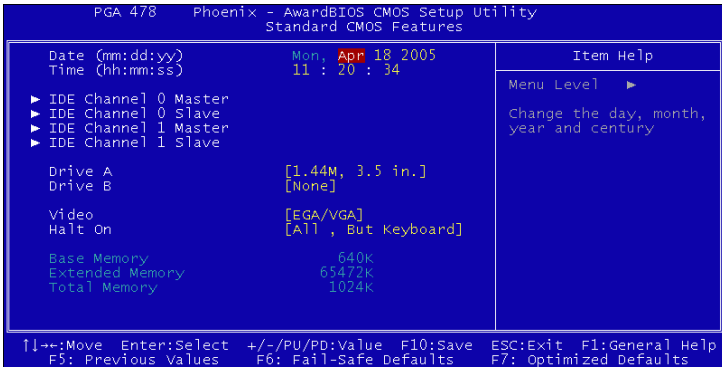 PGA 478 Phoenix - AwardBIOS CMOS Setup Utility
Standard CMOS Features
Date (mm:dd:yy) Mon, Apr 18 2005
Time (hh:mm:ss) 11 : 20 : 34
► IDE Channel 0 Master
► IDE Channel 0 Slave
► IDE Channel 1 Master
► IDE Channel 1 Slave
Drive A [1.44M, 3.5 in.]
Drive B [None]
Video [EGA/VGA]
Halt On [All , But Keyboard]
Base Memory 640K
Extended Memory 65472K
Total Memory 1024K
Item Help
Menu Level ►
Change the day, month,
year and century
↑↓→←:Move Enter:Select +/-/PU/PD:Value F10:Save ESC:Exit F1:General Help
F5: Previous Values F6: Fail-Safe Defaults F7: Optimized Defaults